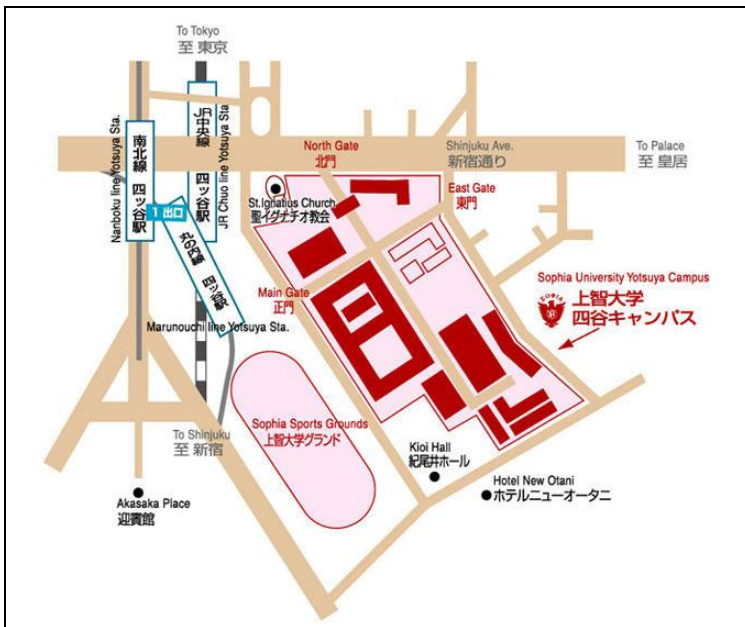 To Tokyo
至 東京
Nanboku line Yotsuya Sta.
南北線 四ッ谷駅
JR中央線 四ッ谷駅
JR Chuo line Yotsuya Sta.
1 出口
丸の内線 四ッ谷駅
Marunouchi line Yotsuya Sta.
North Gate
北門
Shinjuku Ave.
新宿通り
To Palace
至 皇居
St.Ignatius Church
聖イグナチオ教会
East Gate
東門
Main Gate
正門
Sophia University Yotsuya Campus
SOPHIA
上智大学
四谷キャンパス
To Shinjuku
至 新宿
Sophia Sports Grounds
上智大学グランド
Kioi Hall
紀尾井ホール
Hotel New Otani
ホテルニューオータニ
Akasaka Place
迎賓館